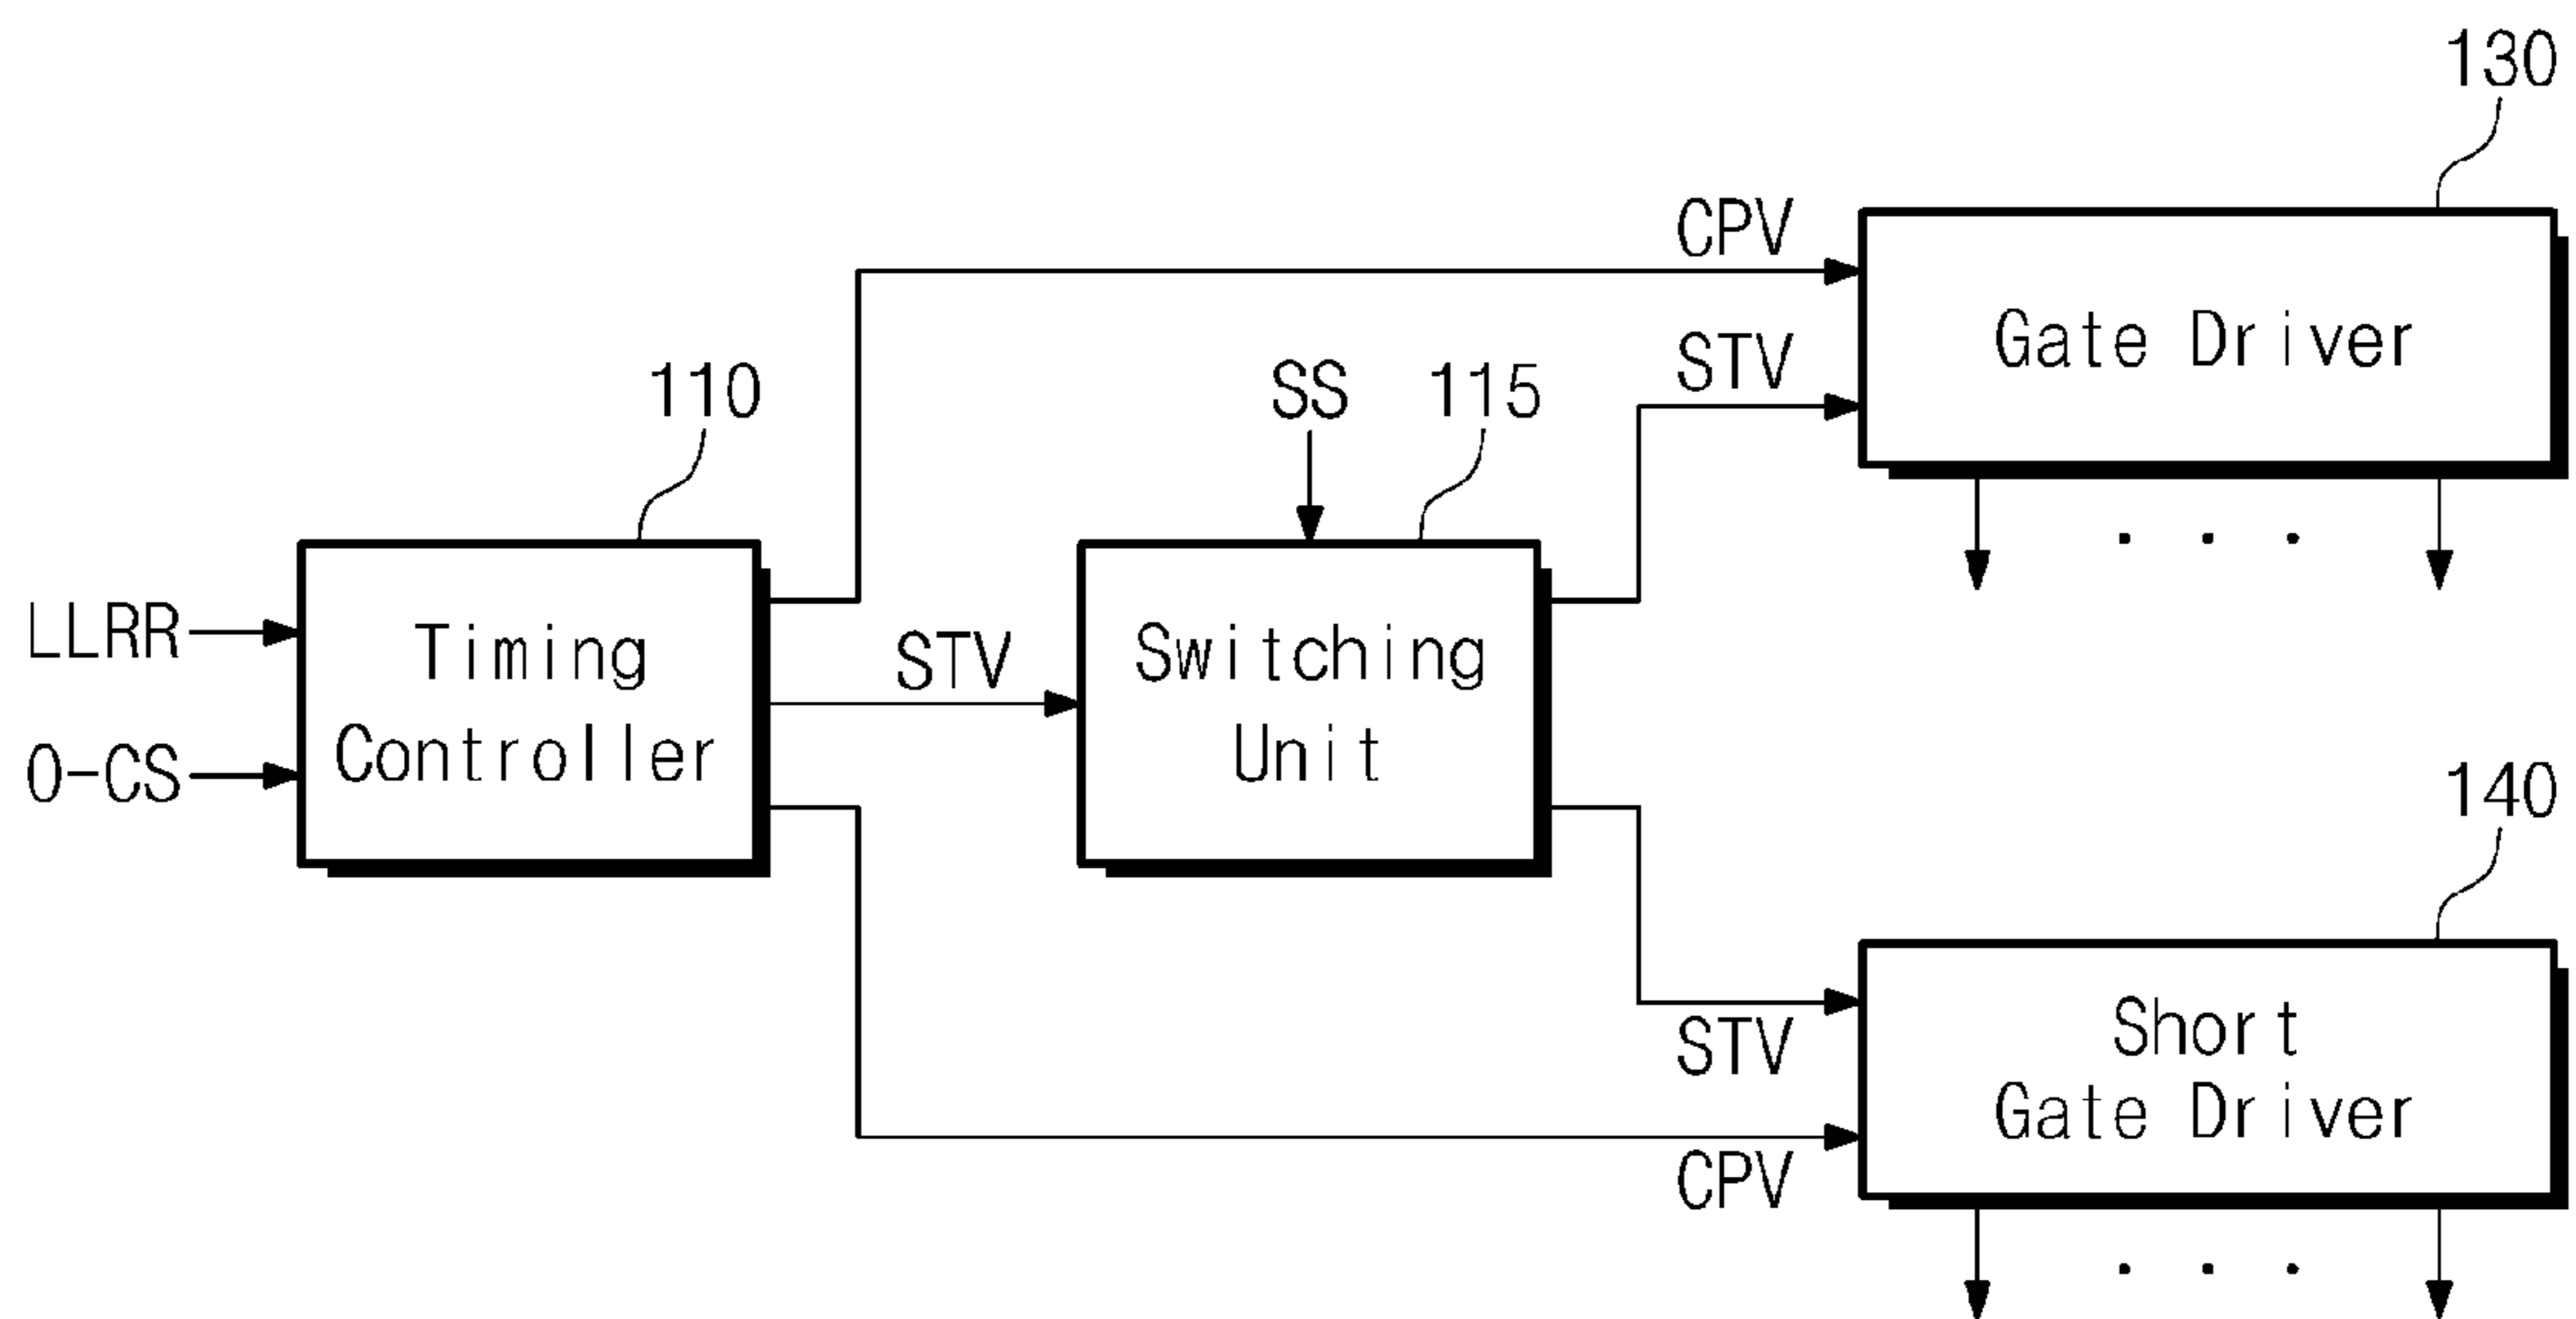 130
CPV
Gate Driver
STV
110
SS
115
LLRR
Timing
Controller
STV
Switching
Unit
O-CS
140
STV
Short
Gate Driver
CPV